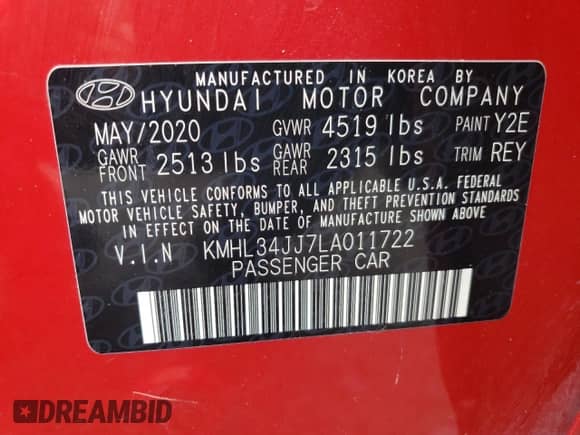 MANUFACTURED IN KOREA BY
HYUNDAI MOTOR COMPANY
MAY/2020 GVWR 4519 lbs PAINT Y2E
GAWR FRONT 2513 lbs GAWR REAR 2315 lbs TRIM REY
THIS VEHICLE CONFORMS TO ALL APPLICABLE U.S.A. FEDERAL
MOTOR VEHICLE SAFETY, BUMPER, AND THEFT PREVENTION STANDARDS
IN EFFECT ON THE DATE OF MANUFACTURE SHOWN ABOVE.
V.I.N KMHL34JJ7LA011722
PASSENGER CAR
DREAMBID